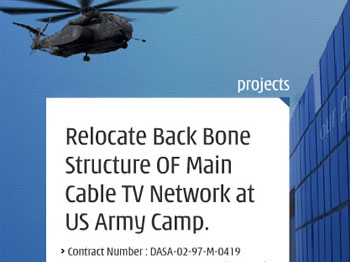 projects
Relocate Back Bone
Structure OF Main
Cable TV Network at
US Army Camp.
> Contract Number : DASA-02-97-M-0419